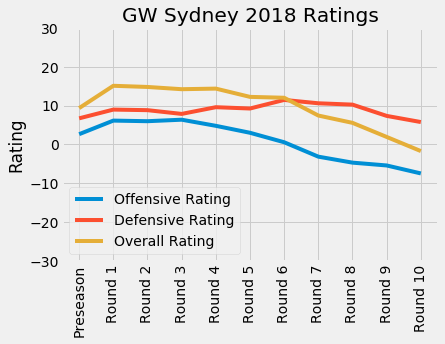 GW Sydney 2018 Ratings
Rating
30
20
10
0
−10
−20
−30
Offensive Rating
Defensive Rating
Overall Rating
Preseason
Round 1
Round 2
Round 3
Round 4
Round 5
Round 6
Round 7
Round 8
Round 9
Round 10